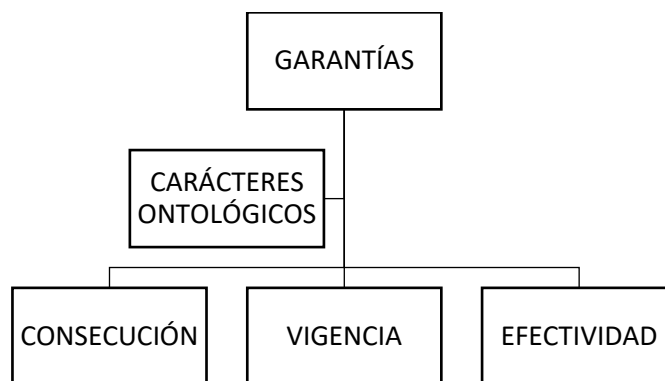 GARANTÍAS
CARÁCTERES
ONTOLÓGICOS
CONSECUCIÓN
VIGENCIA
EFECTIVIDAD